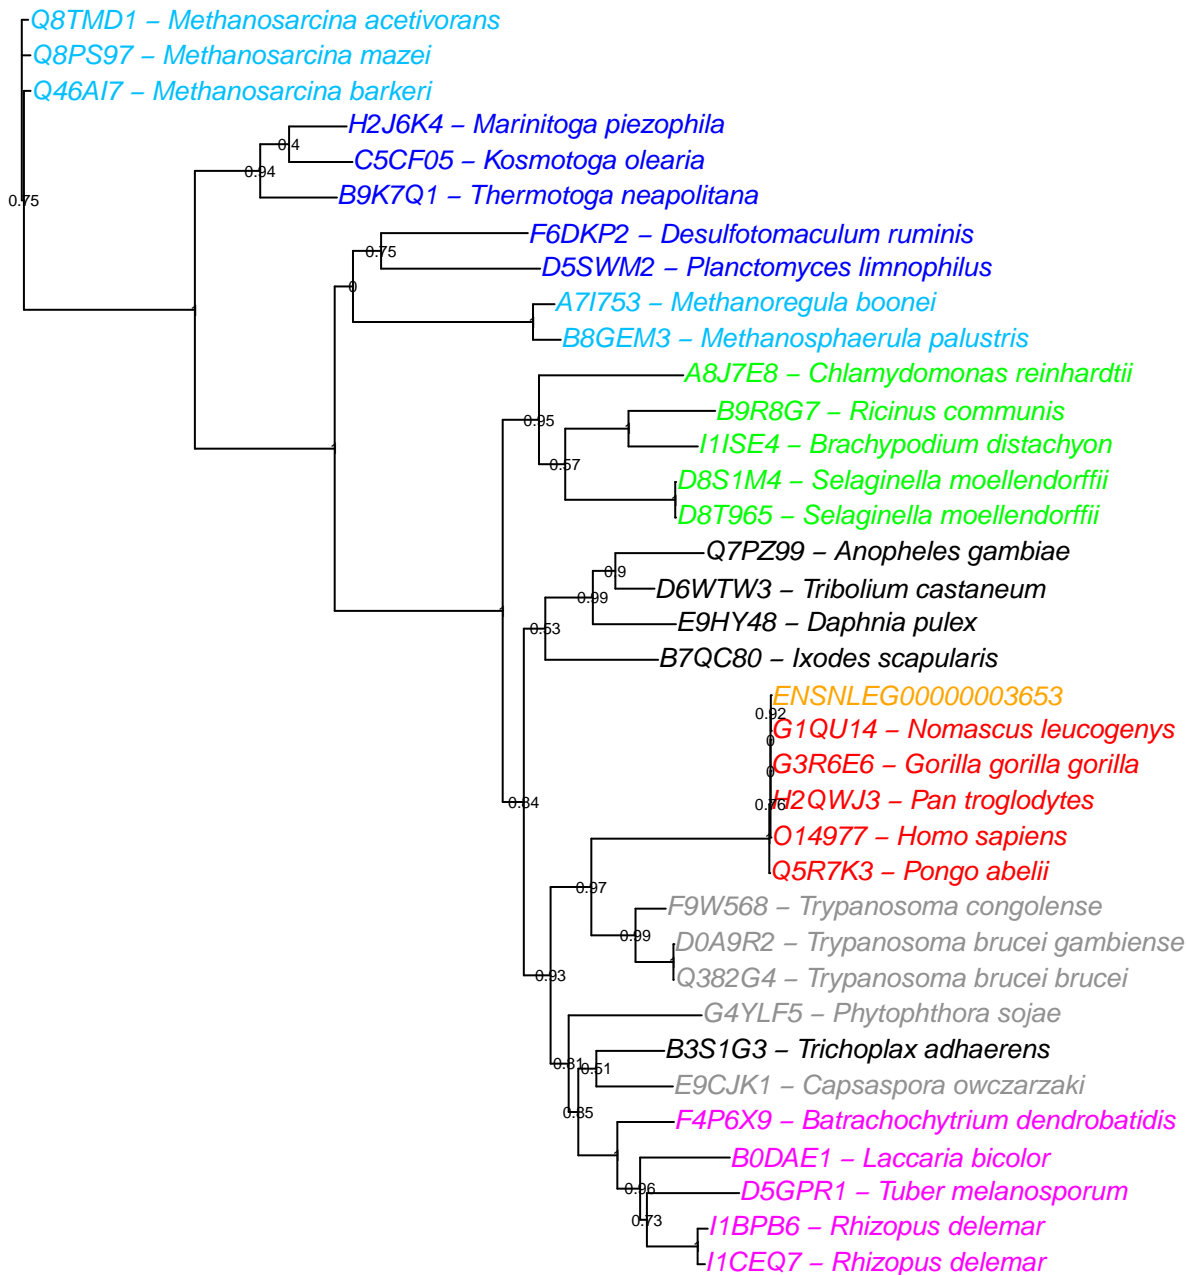 Q8TMD1 – Methanosarcina acetivorans
Q8PS97 – Methanosarcina mazei
Q46AI7 – Methanosarcina barkeri
H2J6K4 – Marinitoga piezophila
0.4
C5CF05 – Kosmotoga olearia
0.94
B9K7Q1 – Thermotoga neapolitana
0.75
F6DKP2 – Desulfotomaculum ruminis
0.75
D5SWM2 – Planctomyces limnophilus
0
A7I753 – Methanoregula boonei
1
1
B8GEM3 – Methanosphaerula palustris
A8J7E8 – Chlamydomonas reinhardtii
B9R8G7 – Ricinus communis
0.95
1
I1ISE4 – Brachypodium distachyon
1
0.57
D8S1M4 – Selaginella moellendorffii
1
D8T965 – Selaginella moellendorffii
Q7PZ99 – Anopheles gambiae
0.9
D6WTW3 – Tribolium castaneum
0.99
1
E9HY48 – Daphnia pulex
0.53
B7QC80 – Ixodes scapularis
ENSNLEG00000003653
0.92
G1QU14 – Nomascus leucogenys
0
G3R6E6 – Gorilla gorilla gorilla
0
H2QWJ3 – Pan troglodytes
0.84
0.76
O14977 – Homo sapiens
1
Q5R7K3 – Pongo abelii
0.97
F9W568 – Trypanosoma congolense
0.99
D0A9R2 – Trypanosoma brucei gambiense
1
0.93
Q382G4 – Trypanosoma brucei brucei
G4YLF5 – Phytophthora sojae
B3S1G3 – Trichoplax adhaerens
0.81
0.51
E9CJK1 – Capsaspora owczarzaki
0.85
F4P6X9 – Batrachochytrium dendrobatidis
1
B0DAE1 – Laccaria bicolor
0.96
D5GPR1 – Tuber melanosporum
0.73
I1BPB6 – Rhizopus delemar
1
I1CEQ7 – Rhizopus delemar